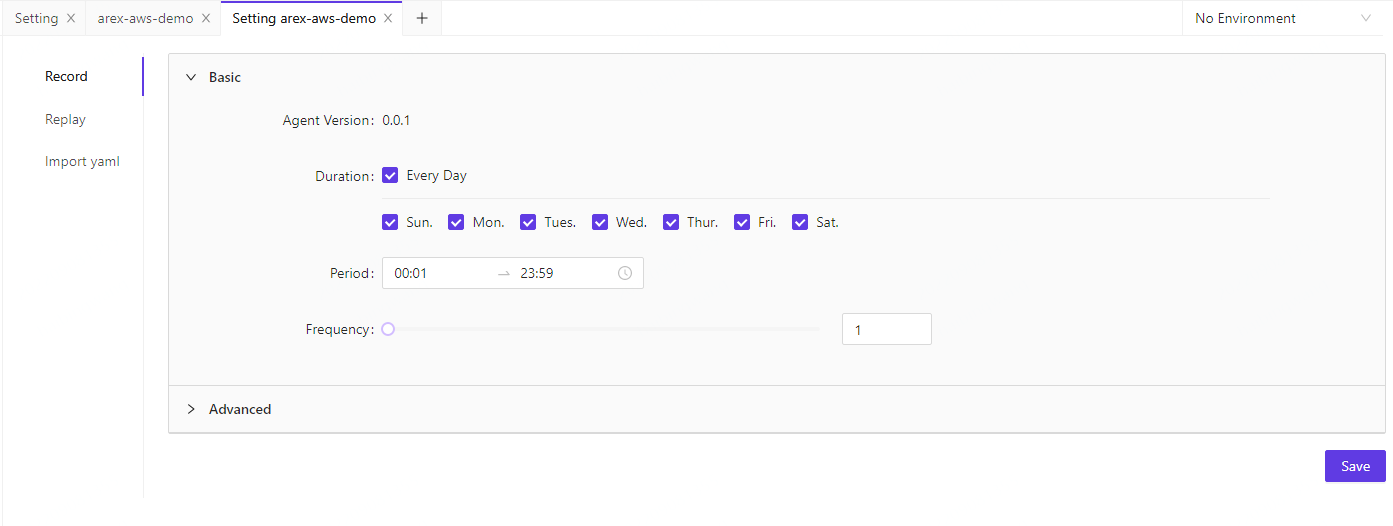 Setting arex-aws-demo Setting arex-aws-demo No Environment
Record
Replay
Import yaml
Basic
Agent Version: 0.0.1
Duration: Every Day
Sun. Mon. Tues. Wed. Thur. Fri. Sat.
Period: 00:01 → 23:59
Frequency: 1
Advanced
Save